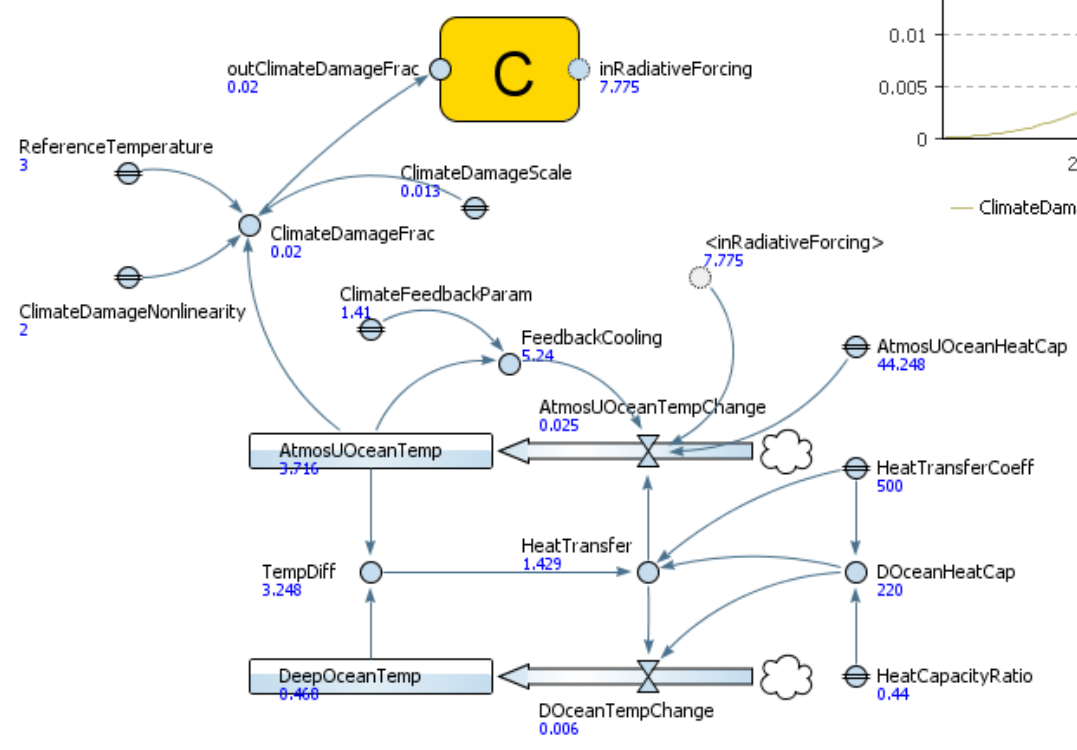 C
outClimateDamageFrac
0.02
inRadiativeForcing
7.775
0.01
0.005
0
2
ClimateDam
ReferenceTemperature
3
ClimateDamageScale
0.013
ClimateDamageFrac
0.02
<inRadiativeForcing>
7.775
ClimateDamageNonlinearity
2
ClimateFeedbackParam
1.41
FeedbackCooling
5.24
AtmosUOceanHeatCap
44.248
AtmosUOceanTempChange
0.025
AtmosUOceanTemp
3.716
HeatTransferCoeff
500
HeatTransfer
1.429
TempDiff
3.248
DOceanHeatCap
220
DeepOceanTemp
0.468
HeatCapacityRatio
0.44
DOceanTempChange
0.006